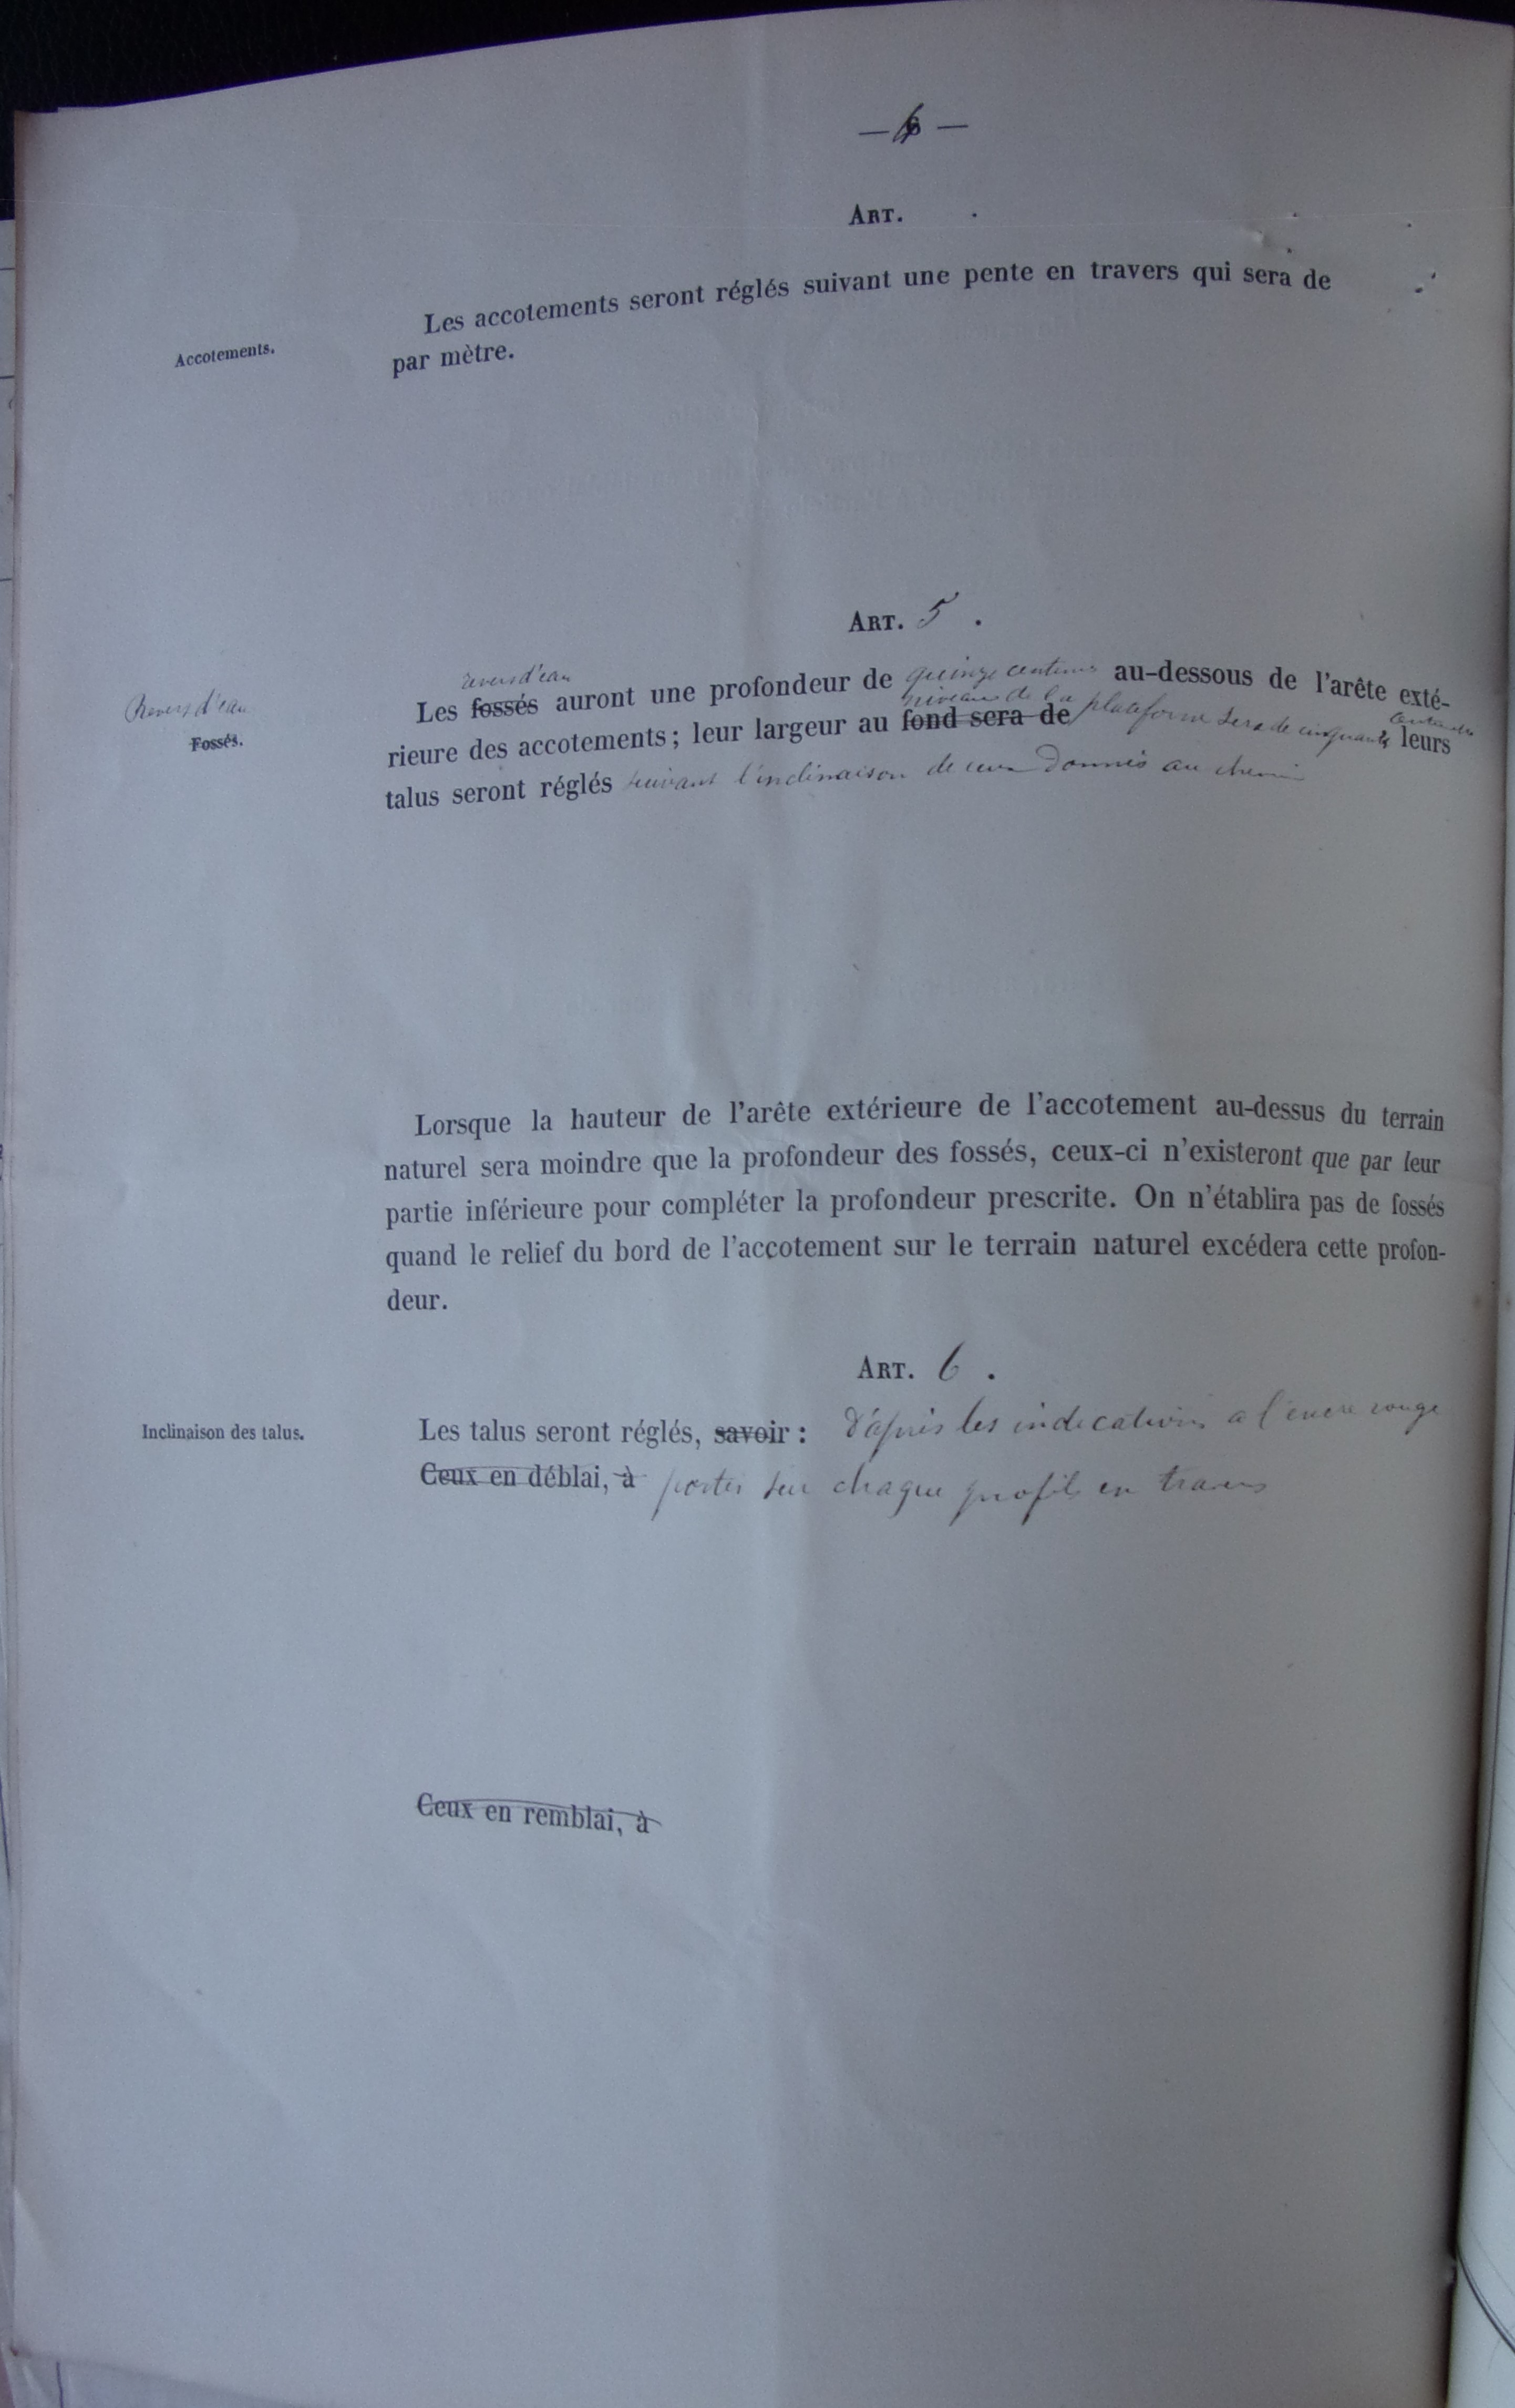 — 6 —
ART. .
Accotements.
Les accotements seront réglés suivant une pente en travers qui sera de
par mètre.
ART. 5 .
revers d'eau
Revers d'eau
Fossés.
Les fossés auront une profondeur de quinze centimes au-dessous de l'arête exté-
niveau de la plateforme sera de cinquante centimètres
rieure des accotements ; leur largeur au fond sera de leurs
talus seront réglés suivant l'inclinaison de ceux donnés au chemin
Lorsque la hauteur de l'arête extérieure de l'accotement au-dessus du terrain
naturel sera moindre que la profondeur des fossés, ceux-ci n'existeront que par leur
partie inférieure pour compléter la profondeur prescrite. On n'établira pas de fossés
quand le relief du bord de l'accotement sur le terrain naturel excédera cette profon-
deur.
ART. 6 .
Inclinaison des talus.
Les talus seront réglés, savoir : d'après les indications a l'encre rouge
Ceux en déblai, à portés sur chaque profil en travers
Ceux en remblai, à